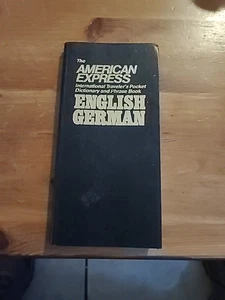 The
AMERICAN
EXPRESS
International Traveler's Pocket
Dictionary and Phrase Book
ENGLISH
GERMAN